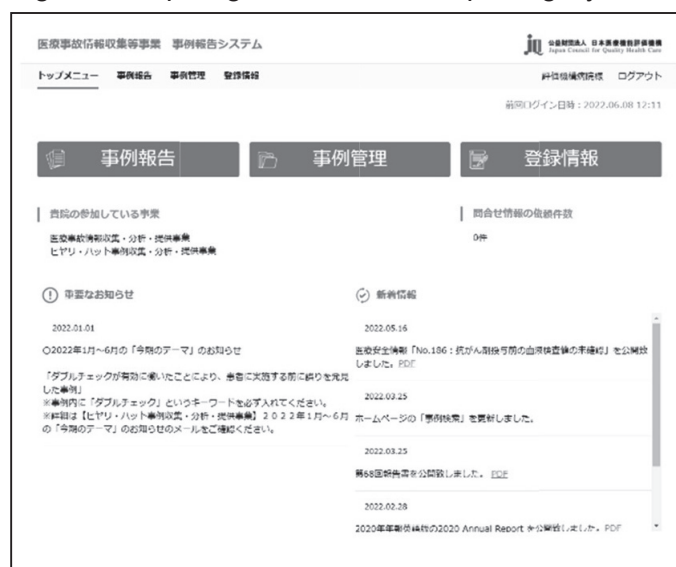 医療事故情報収集等事業 事例報告システム
公益財団法人 日本医療機能評価機構
Japan Council for Quality Health Care
トップメニュー 事例報告 事例管理 登録情報
評価機構病院様 ログアウト
前回ログイン日時：2022.06.08 12:11
事例報告
事例管理
登録情報
貴院の参加している事業
医療事故情報収集・分析・提供事業
ヒヤリ・ハット事例収集・分析・提供事業
問合せ情報の依頼件数
0件
重要なお知らせ
2022.01.01
○2022年1月～6月の「今期のテーマ」のお知らせ
「ダブルチェックが有効に働いたことにより、患者に実施する前に誤りを発見
した事例」
※事例内に「ダブルチェック」というキーワードを必ず入れてください。
※詳細は【ヒヤリ・ハット事例収集・分析・提供事業】２０２２年１月～６月
の「今期のテーマ」のお知らせのメールをご確認ください。
新着情報
2022.05.16
医療安全情報「No.186：抗がん剤投与前の血液検査値の未確認」を公開致
しました。PDF
2022.03.25
ホームページの「事例検索」を更新しました。
2022.03.25
第68回報告書を公開致しました。 PDF
2022.02.28
2020年年報英語版の2020 Annual Report を公開致しました。PDF